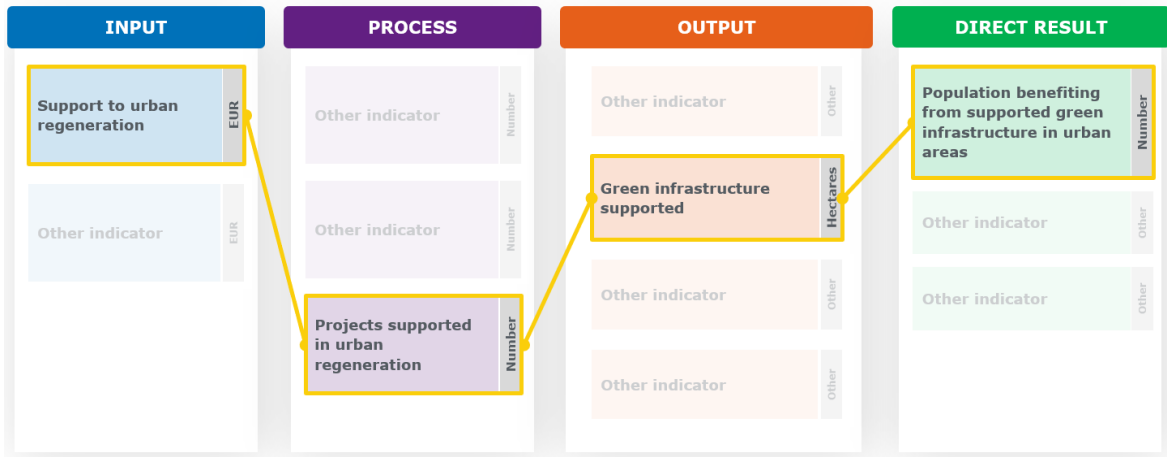 INPUT
PROCESS
OUTPUT
DIRECT RESULT
Support to urban
regeneration
EUR
Other indicator
EUR
Other indicator
Number
Other indicator
Number
Projects supported
in urban
regeneration
Number
Other indicator
Other
Green infrastructure
supported
Hectares
Other indicator
Other
Other indicator
Other
Population benefiting
from supported green
infrastructure in urban
areas
Number
Other indicator
Other
Other indicator
Other